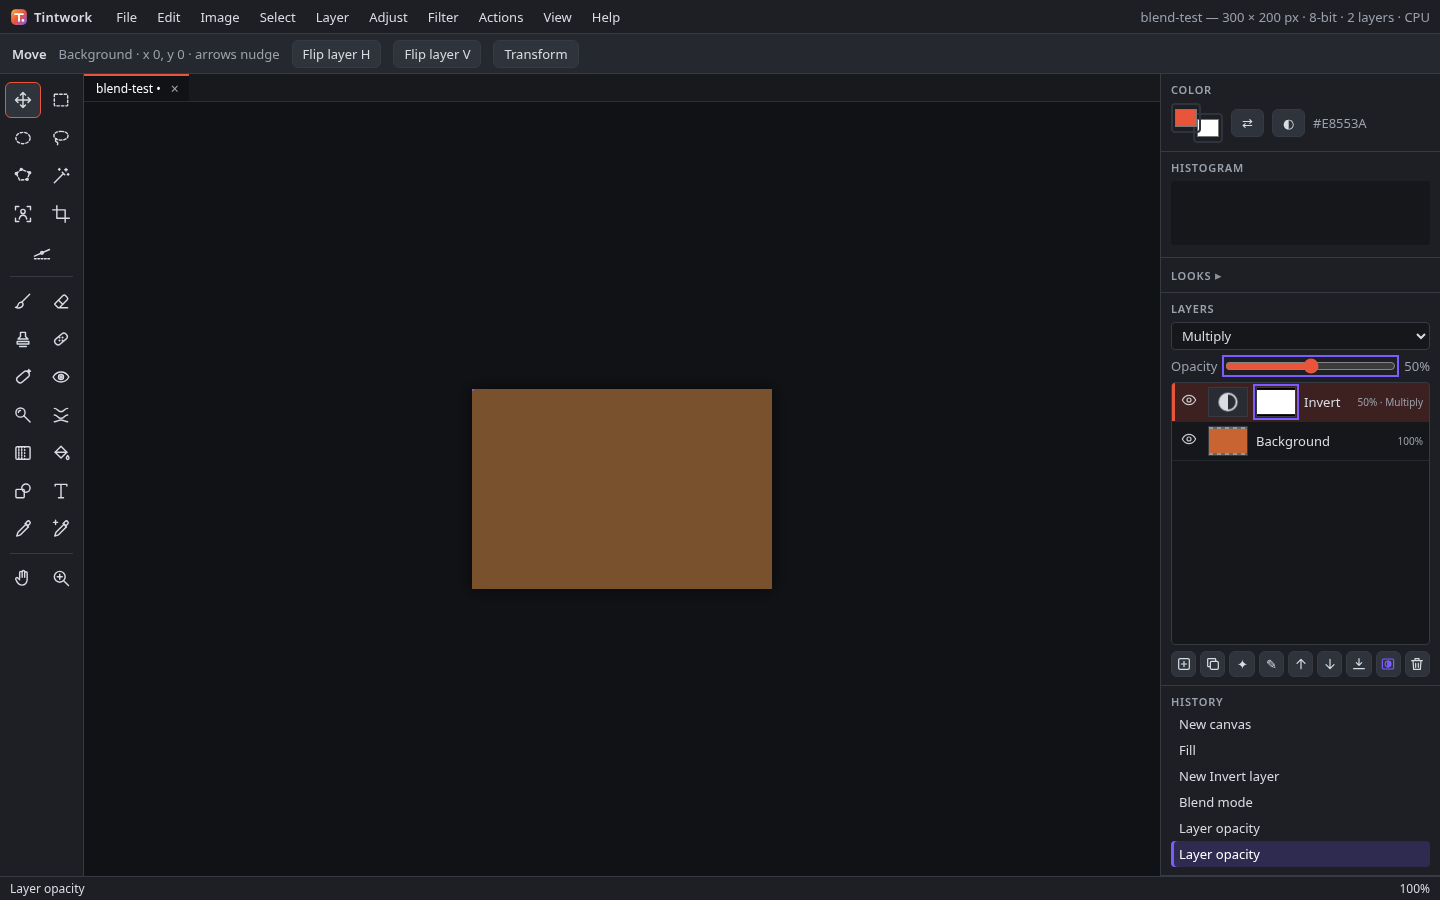 Tintwork File Edit Image Select Layer Adjust Filter Actions View Help blend-test — 300 × 200 px · 8-bit · 2 layers · CPU
Move Background · x 0, y 0 · arrows nudge Flip layer H Flip layer V Transform
blend-test • ×
COLOR
#E8553A
HISTOGRAM
LOOKS ▸
LAYERS
Multiply
Opacity 50%
Invert 50% · Multiply
Background 100%
HISTORY
New canvas
Fill
New Invert layer
Blend mode
Layer opacity
Layer opacity
Layer opacity 100%